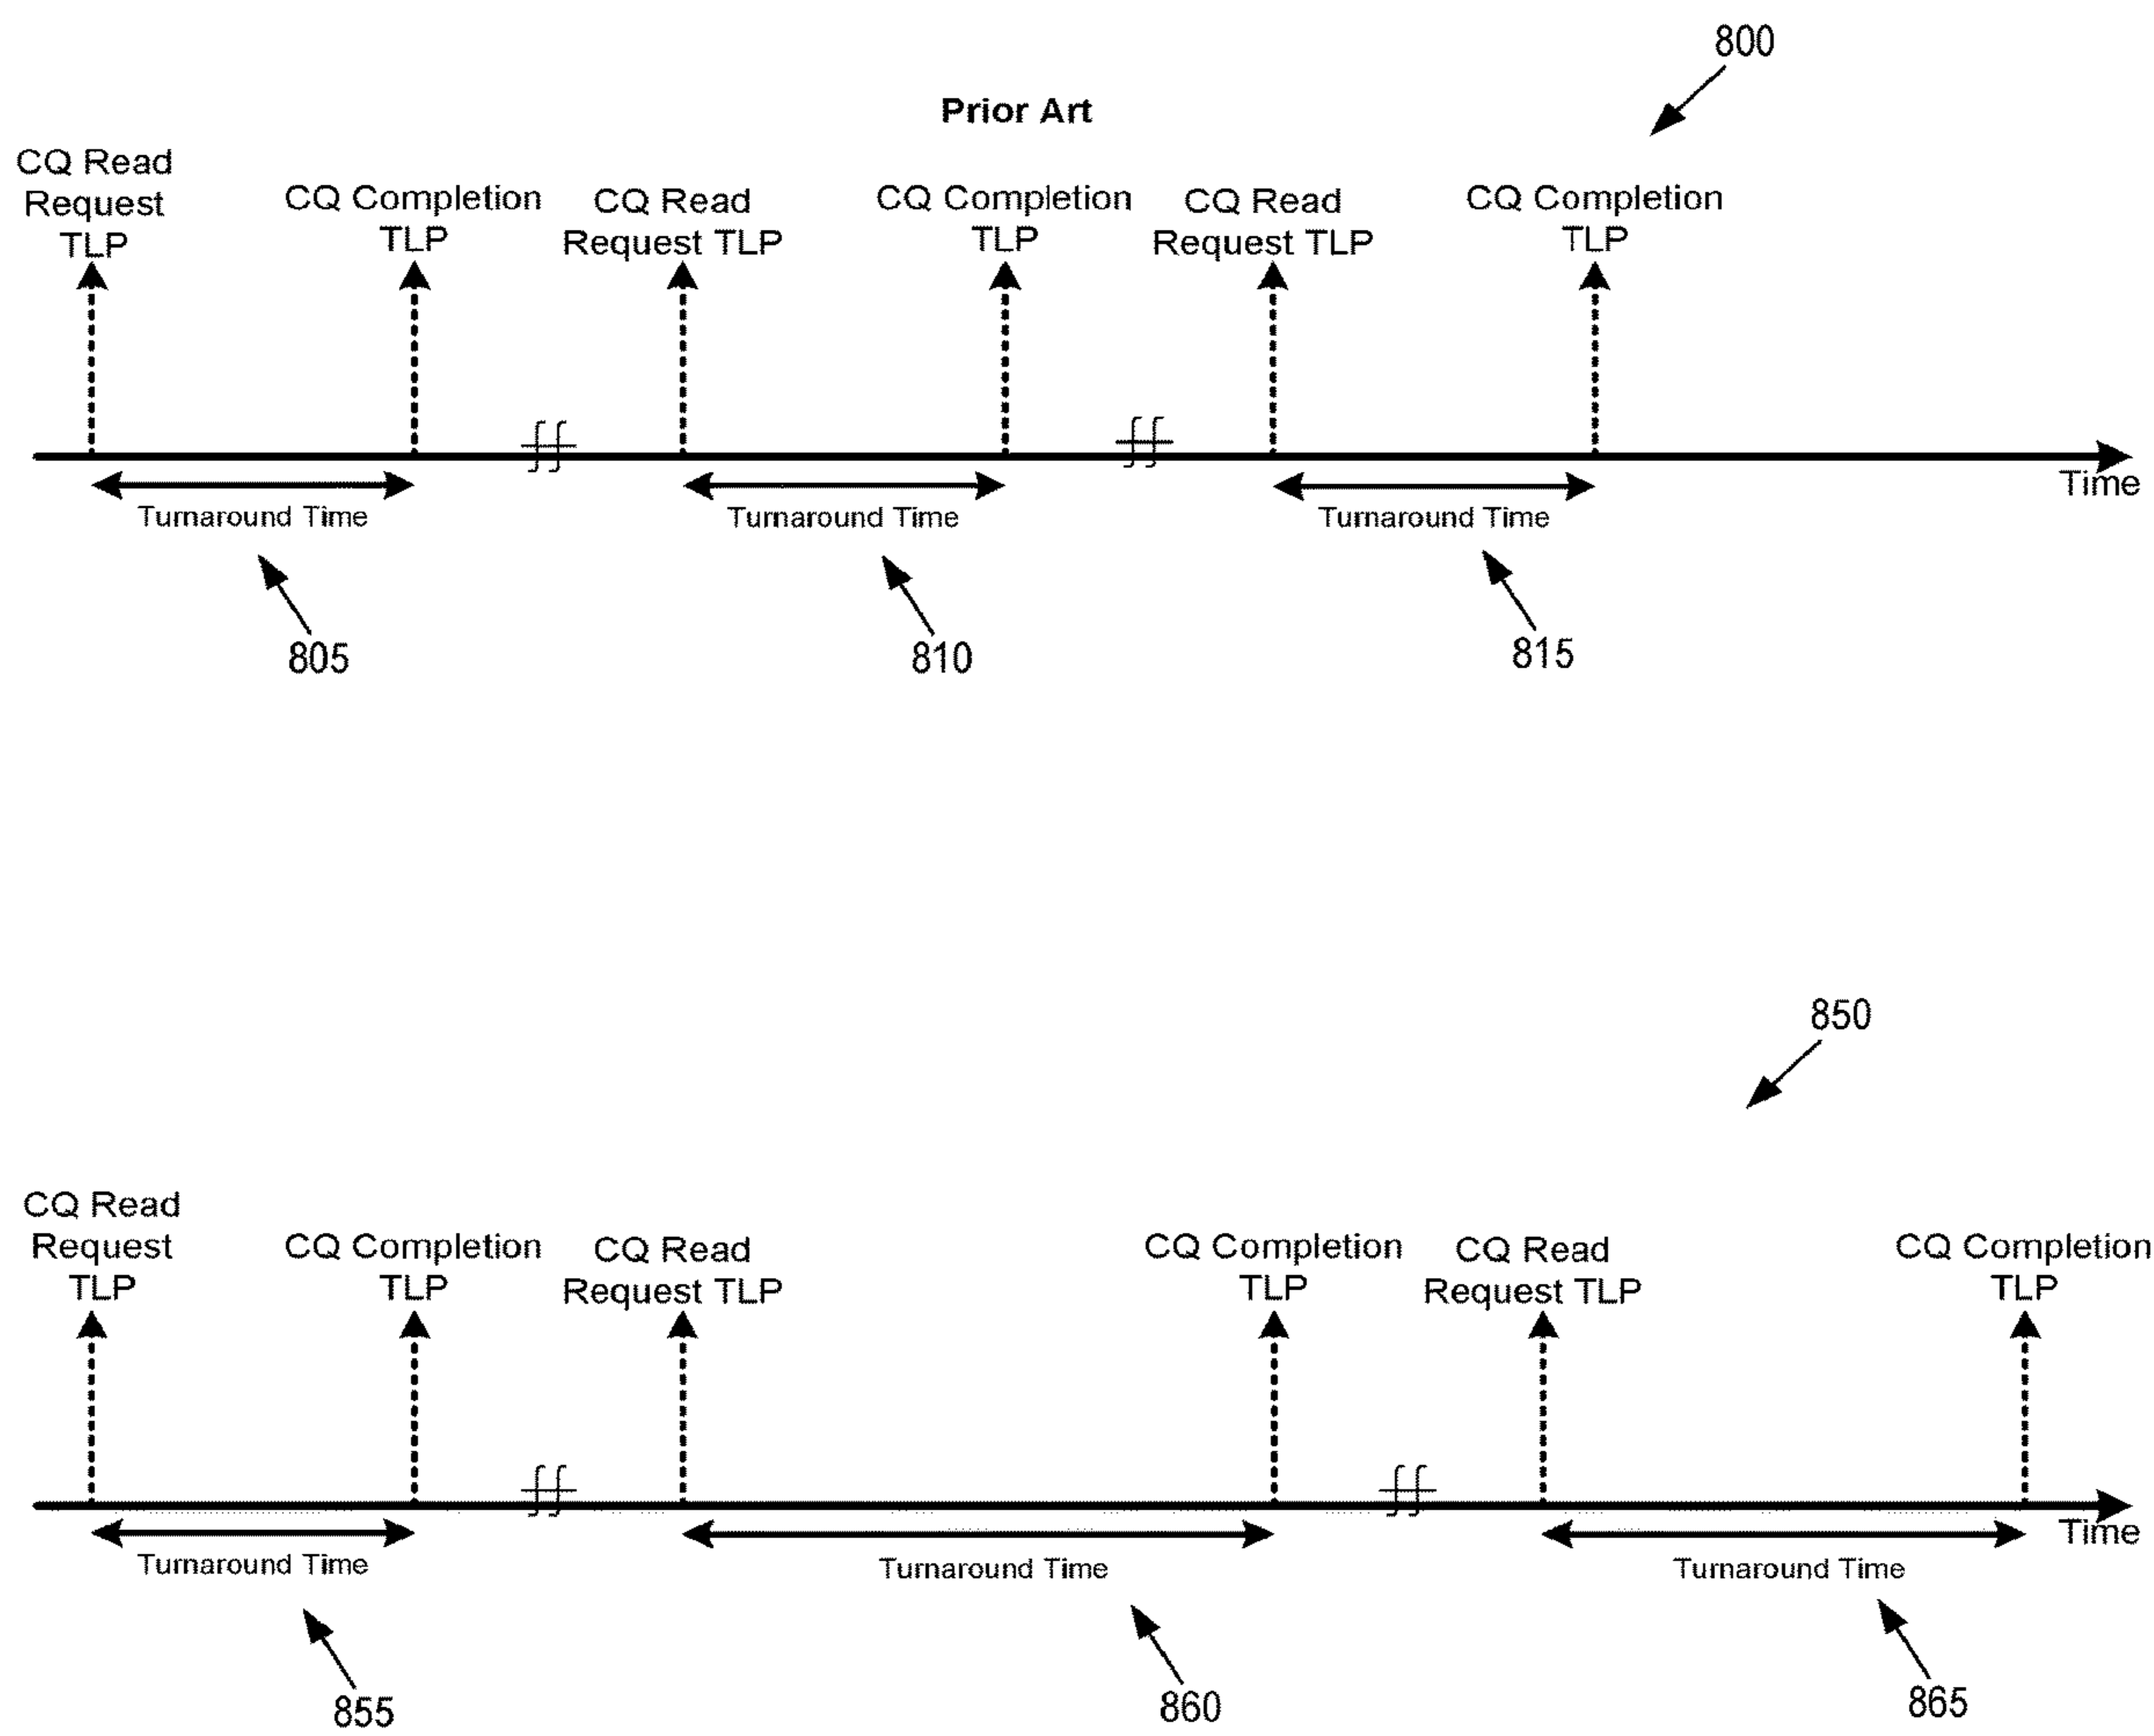 800
Prior Art
CQ Read
Request
TLP
CQ Completion
TLP
CQ Read
Request TLP
CQ Completion
TLP
CQ Read
Request TLP
CQ Completion
TLP
Time
Turnaround Time
Turnaround Time
Turnaround Time
805
810
815
850
CQ Read
Request
TLP
CQ Completion
TLP
CQ Read
Request TLP
CQ Completion
TLP
CQ Read
Request TLP
CQ Completion
TLP
Time
Turnaround Time
Turnaround Time
Turnaround Time
855
860
865